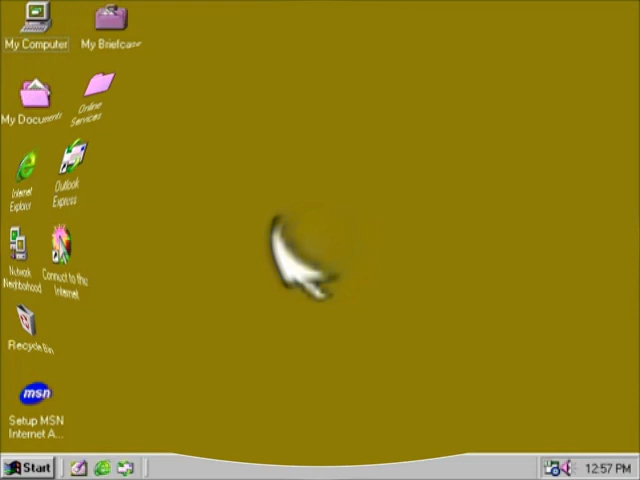 My Computer
My Briefcase
My Documents
Online
Services
Internet
Explorer
Outlook
Express
Network
Neighborhood
Connect to the
Internet
Recycle Bin
msn
Setup MSN
Internet A...
Start
12:57 PM